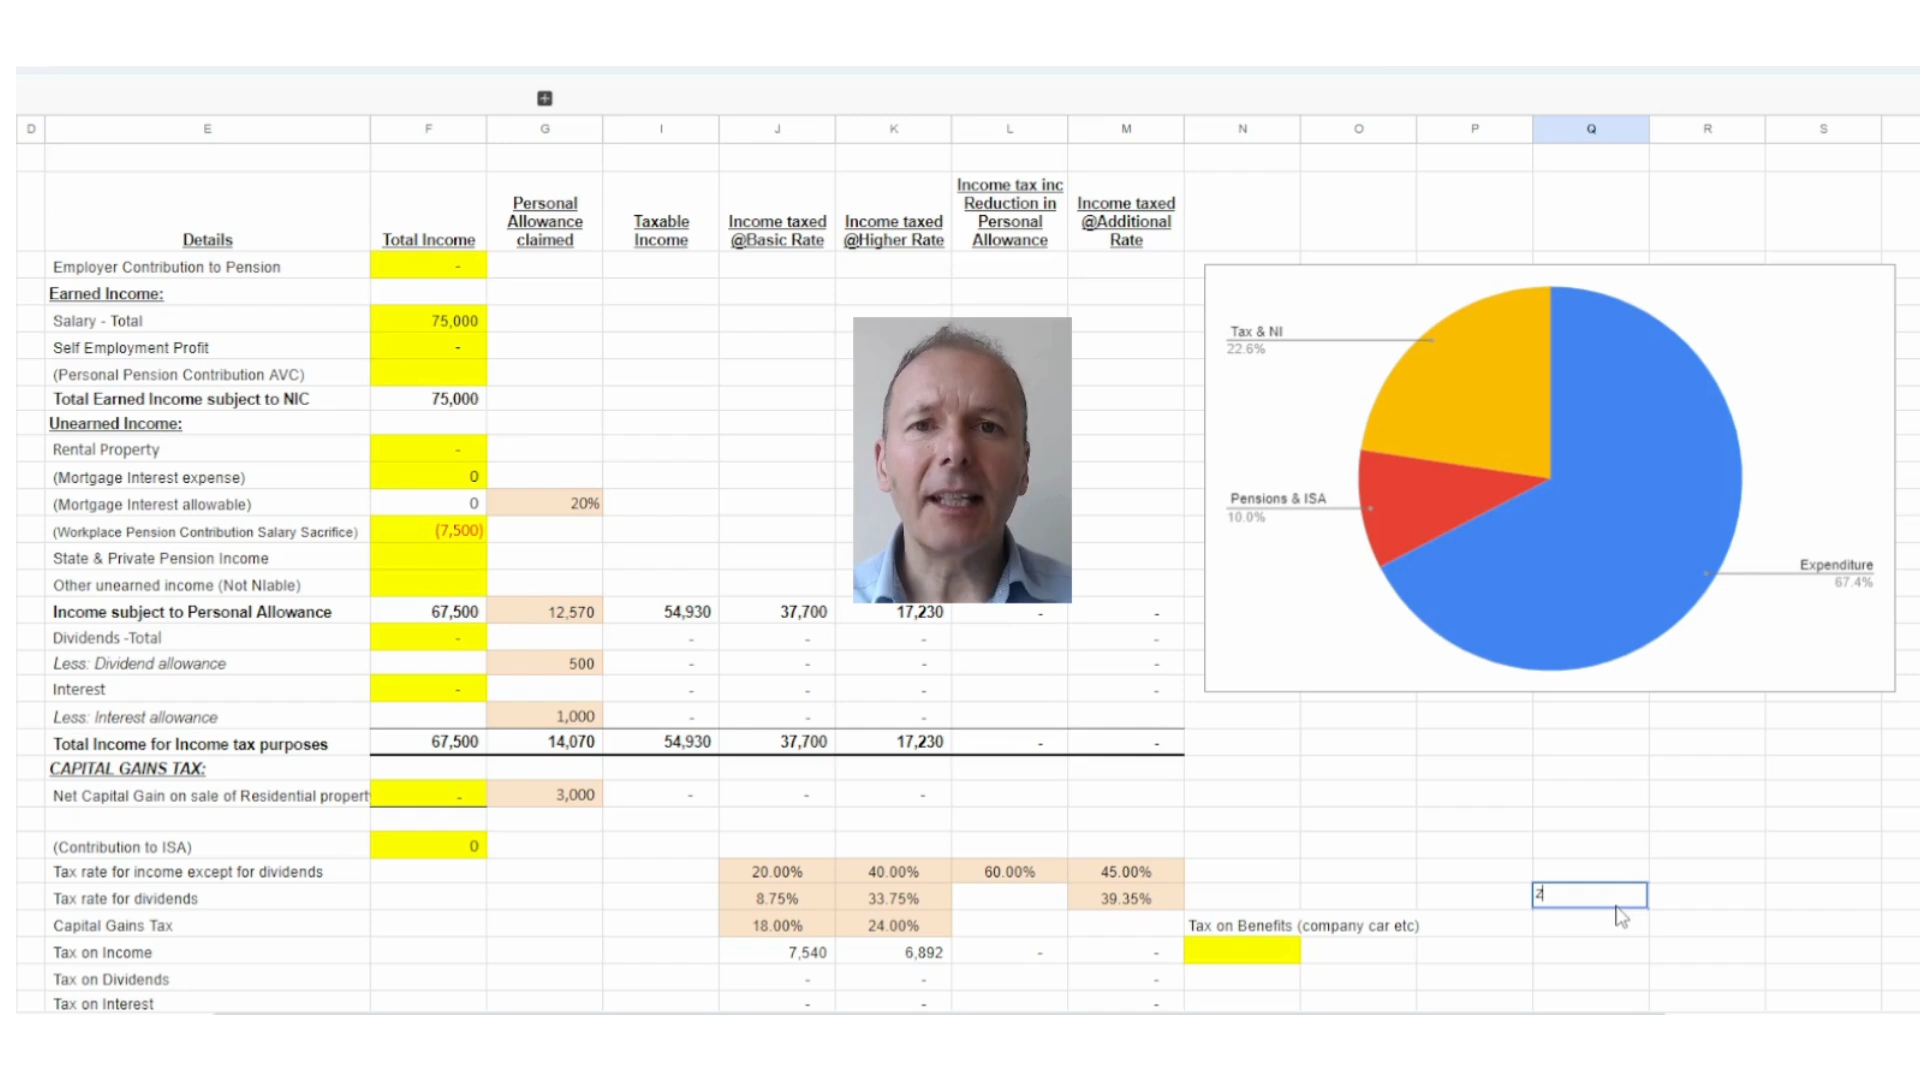 D E F G I J K L M N O P Q R S
Details Total Income Personal Allowance claimed Taxable Income Income taxed @Basic Rate Income taxed @Higher Rate Income tax inc Reduction in Personal Allowance Income taxed @Additional Rate
Employer Contribution to Pension -
Earned Income:
Salary - Total 75,000
Self Employment Profit -
(Personal Pension Contribution AVC)
Total Earned Income subject to NIC 75,000
Unearned Income:
Rental Property -
(Mortgage Interest expense) 0
(Mortgage Interest allowable) 0 20%
(Workplace Pension Contribution Salary Sacrifice) (7,500)
State & Private Pension Income
Other unearned income (Not NIable)
Income subject to Personal Allowance 67,500 12,570 54,930 37,700 17,230 - -
Dividends -Total - - - - -
Less: Dividend allowance 500 - - - -
Interest - - - - -
Less: Interest allowance 1,000 - - -
Total Income for Income tax purposes 67,500 14,070 54,930 37,700 17,230 - -
CAPITAL GAINS TAX:
Net Capital Gain on sale of Residential propert - 3,000 - - -
(Contribution to ISA) 0
Tax rate for income except for dividends 20.00% 40.00% 60.00% 45.00%
Tax rate for dividends 8.75% 33.75% 39.35%
Capital Gains Tax 18.00% 24.00%
Tax on Benefits (company car etc)
Tax on Income 7,540 6,892 - -
Tax on Dividends - - -
Tax on Interest - - -
Tax & NI
22.6%
Pensions & ISA
10.0%
Expenditure
67.4%